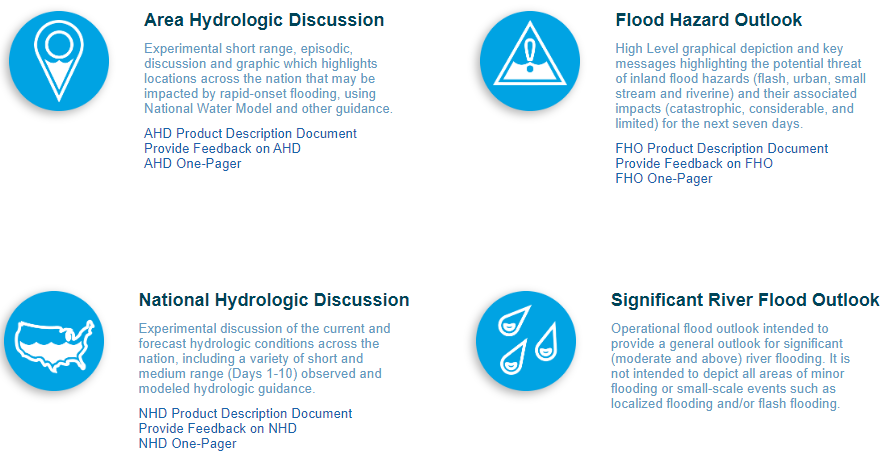 Area Hydrologic Discussion
Experimental short range, episodic,
discussion and graphic which highlights
locations across the nation that may be
impacted by rapid-onset flooding, using
National Water Model and other guidance.
AHD Product Description Document
Provide Feedback on AHD
AHD One-Pager
Flood Hazard Outlook
High Level graphical depiction and key
messages highlighting the potential threat
of inland flood hazards (flash, urban, small
stream and riverine) and their associated
impacts (catastrophic, considerable, and
limited) for the next seven days.
FHO Product Description Document
Provide Feedback on FHO
FHO One-Pager
National Hydrologic Discussion
Experimental discussion of the current and
forecast hydrologic conditions across the
nation, including a variety of short and
medium range (Days 1-10) observed and
modeled hydrologic guidance.
NHD Product Description Document
Provide Feedback on NHD
NHD One-Pager
Significant River Flood Outlook
Operational flood outlook intended to
provide a general outlook for significant
(moderate and above) river flooding. It is
not intended to depict all areas of minor
flooding or small-scale events such as
localized flooding and/or flash flooding.